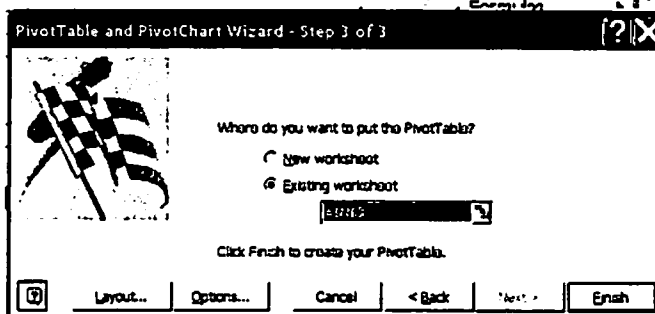 PivotTable and PivotChart Wizard - Step 3 of 3
Where do you want to put the PivotTable?
New worksheet
Existing worksheet
Click Finish to create your PivotTable.
Layout... Options... Cancel < Back Next > Finish